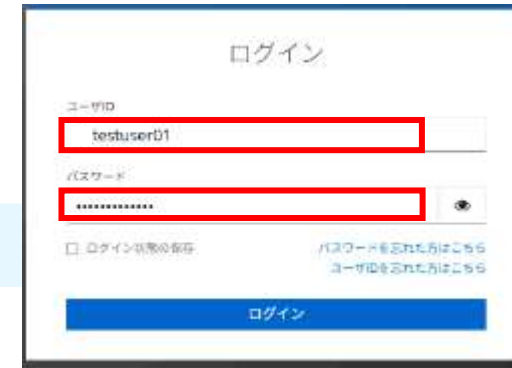 ログイン
ユーザID
testuser01
パスワード
•••••••••••••
ログイン状態の保存
パスワードを忘れた方はこちら
ユーザIDを忘れた方はこちら
ログイン